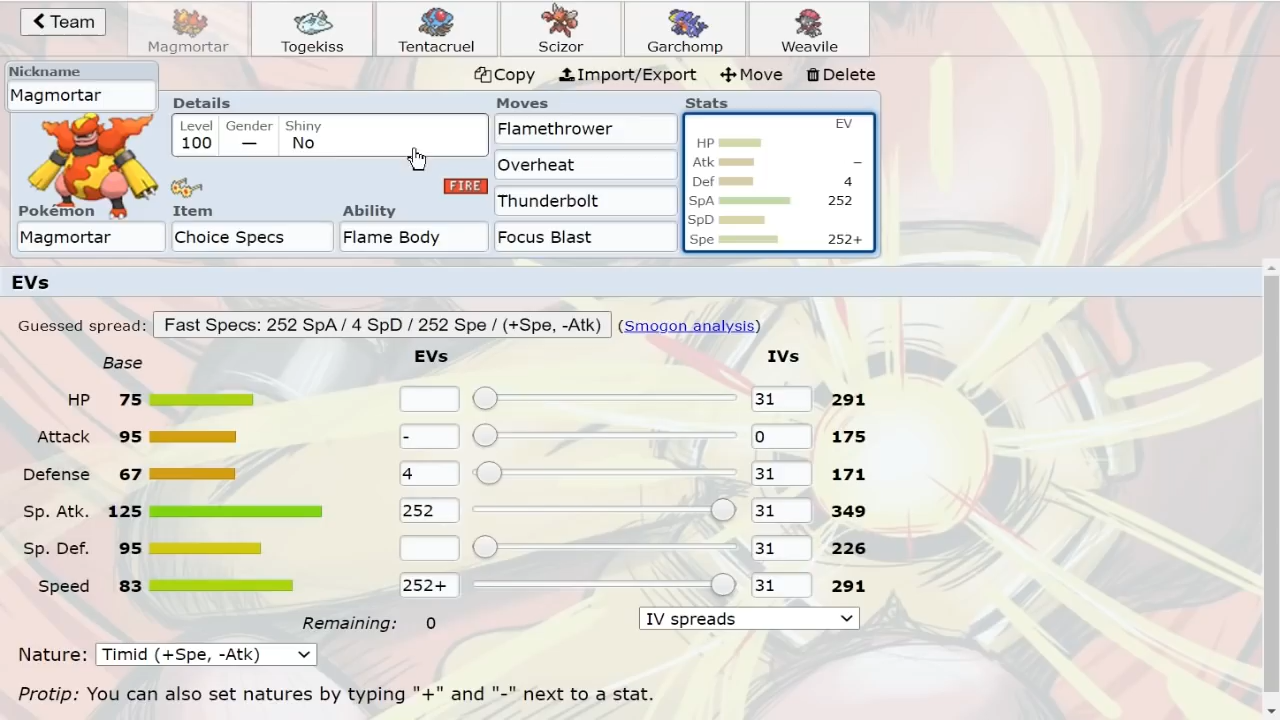 Team
Magmortar Togekiss Tentacruel Scizor Garchomp Weavile
Copy Import/Export Move Delete
Nickname
Magmortar
Details
Level Gender Shiny
100 — No
FIRE
Pokémon Item Ability
Magmortar Choice Specs Flame Body
Moves
Flamethrower
Overheat
Thunderbolt
Focus Blast
Stats
EV
HP
Atk –
Def 4
SpA 252
SpD
Spe 252+
EVs
Guessed spread: Fast Specs: 252 SpA / 4 SpD / 252 Spe / (+Spe, -Atk) (Smogon analysis)
Base EVs IVs
HP 75 31 291
Attack 95 - 0 175
Defense 67 4 31 171
Sp. Atk. 125 252 31 349
Sp. Def. 95 31 226
Speed 83 252+ 31 291
Remaining: 0 IV spreads
Nature: Timid (+Spe, -Atk)
Protip: You can also set natures by typing "+" and "-" next to a stat.